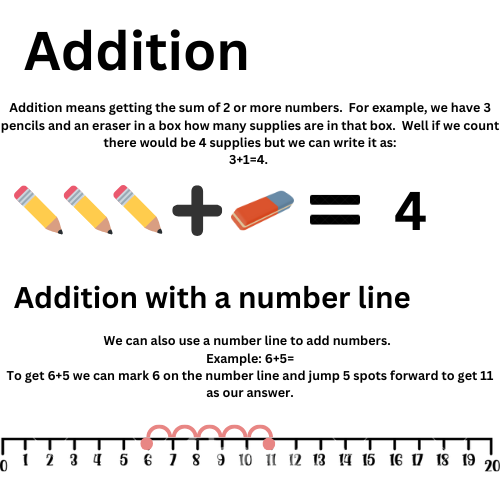 Addition
Addition means getting the sum of 2 or more numbers. For example, we have 3
pencils and an eraser in a box how many supplies are in that box. Well if we count
there would be 4 supplies but we can write it as:
3+1=4.
+ = 4
Addition with a number line
We can also use a number line to add numbers.
Example: 6+5=
To get 6+5 we can mark 6 on the number line and jump 5 spots forward to get 11
as our answer.
0 1 2 3 4 5 6 7 8 9 10 11 12 13 14 15 16 17 18 19 20